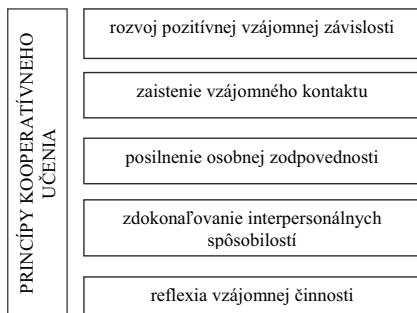 PRINCÍPY KOOPERATÍVNEHO
UČENIA
rozvoj pozitívnej vzájomnej závislosti
zaistenie vzájomného kontaktu
posilnenie osobnej zodpovednosti
zdokonaľovanie interpersonálnych
spôsobilostí
reflexia vzájomnej činnosti